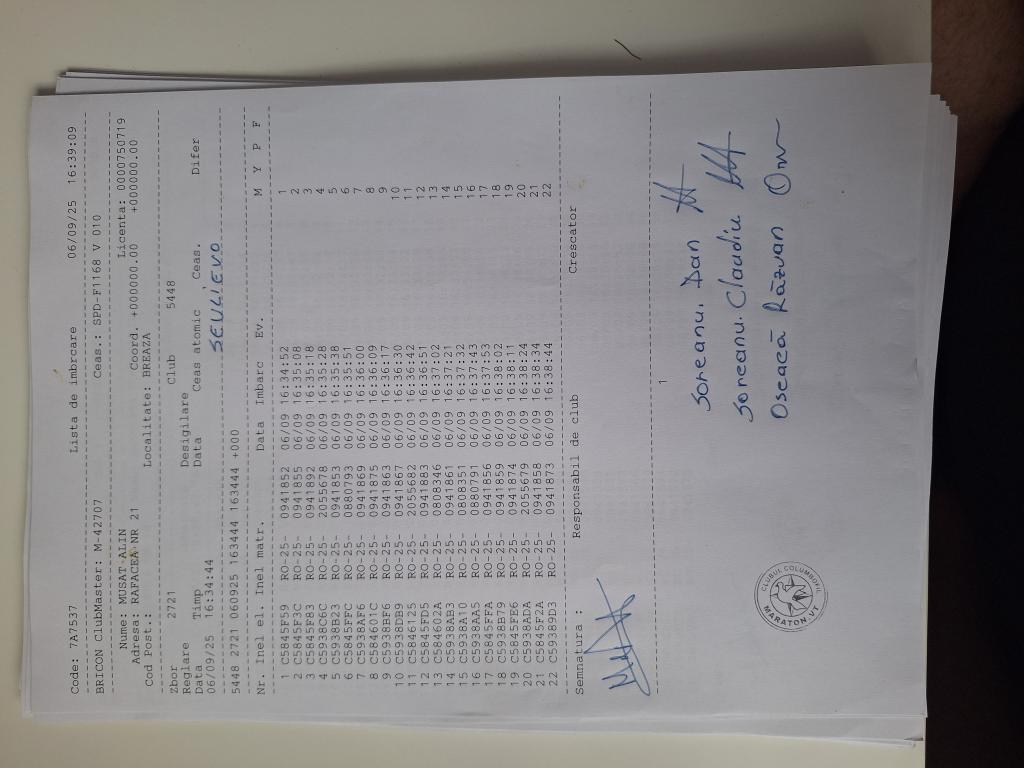 Code: 7A7537 Lista de imbrcare 06/09/25 16:39:09
BRICON ClubMaster: M-42707 Ceas.: SPD-F1168 V 010
Nume: MUSAT ALIN Licenta: 0000750719
Adresa: RAFACEA NR 21 Coord. +000000.00 +000000.00
Cod Post.: Localitate: BREAZA
Zbor 2721 Club 5448
Reglare Desigilare
Data Timp Data Ceas atomic Ceas. Difer
06/09/25 16:34:44 SEVLIEVO
5448 2721 060925 163444 163444 +000
Nr. Inel el. Inel matr. Data Imbarc Ev. M Y P F
1 C5845F59 RO-25- 0941852 06/09 16:34:52 1
2 C5845F3C RO-25- 0941855 06/09 16:35:08 2
3 C5845F83 RO-25- 0941892 06/09 16:35:18 3
4 C5938C6C RO-25- 2055678 06/09 16:35:28 4
5 C5938B23 RO-25- 0941853 06/09 16:35:38 5
6 C5845FFC RO-25- 0880793 06/09 16:35:51 6
7 C5938AF6 RO-25- 0941869 06/09 16:36:00 7
8 C584601C RO-25- 0941875 06/09 16:36:09 8
9 C5938BF6 RO-25- 0941863 06/09 16:36:17 9
10 C5938DB9 RO-25- 0941867 06/09 16:36:30 10
11 C5846125 RO-25- 2055682 06/09 16:36:42 11
12 C5845FD5 RO-25- 0941883 06/09 16:36:51 12
13 C584602A RO-25- 0808346 06/09 16:37:02 13
14 C5938AB3 RO-25- 0941861 06/09 16:37:21 14
15 C5938A10 RO-25- 0808351 06/09 16:37:32 15
16 C5938AA5 RO-25- 0880791 06/09 16:37:43 16
17 C5845FFA RO-25- 0941856 06/09 16:37:53 17
18 C5938B79 RO-25- 0941859 06/09 16:38:02 18
19 C5845FE6 RO-25- 0941874 06/09 16:38:11 19
20 C5938ADA RO-25- 2055679 06/09 16:38:24 20
21 C5845F2A RO-25- 0941858 06/09 16:38:34 21
22 C59389D3 RO-25- 0941873 06/09 16:38:44 22
Semnatura : Responsabil de club Crescator
1
Soreanu. Dan
Soreanu. Claudiu
Oseacă Răzvan
CLUBUL COLUMBOFIL
MARATON.VT